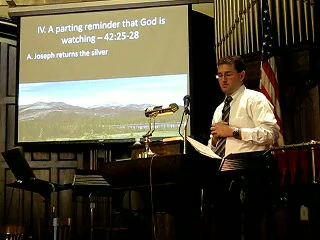 IV. A parting reminder that God is
watching – 42:25-28
A. Joseph returns the silver